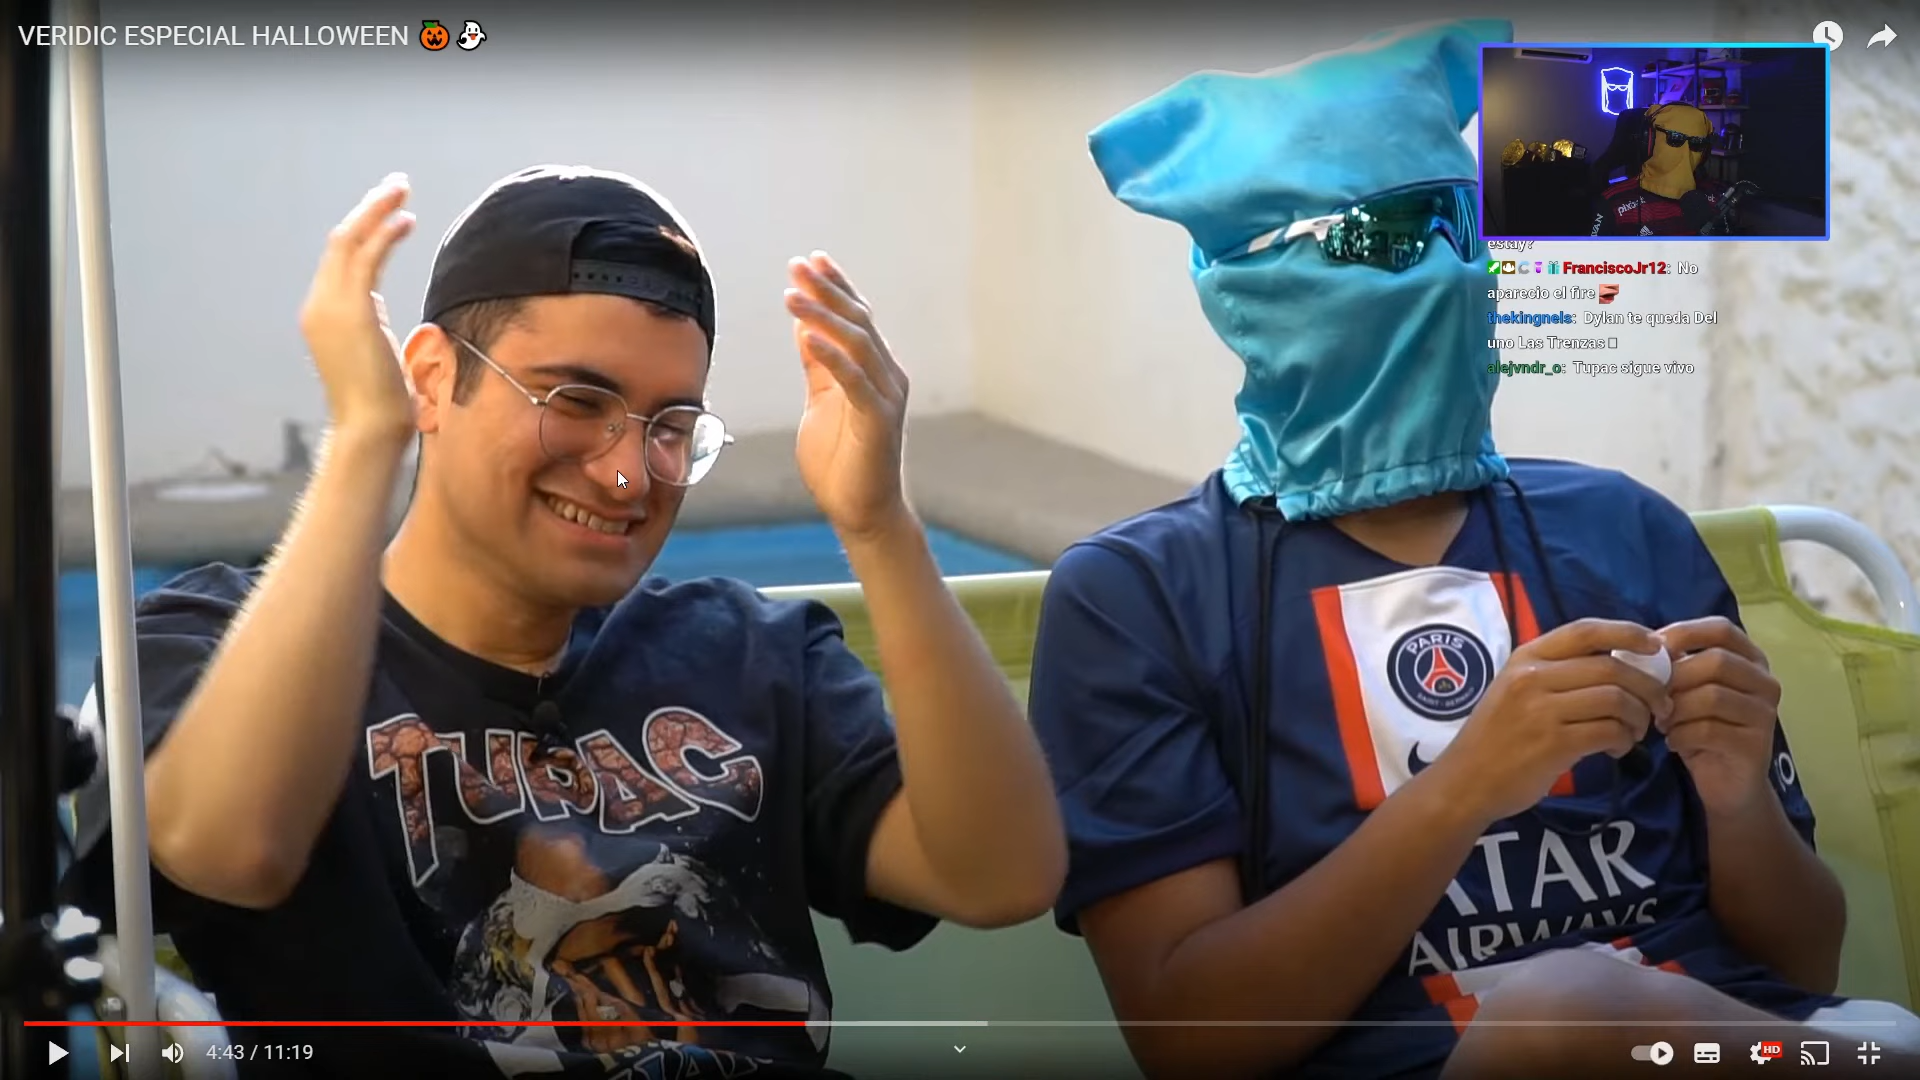 VERIDIC ESPECIAL HALLOWEEN 🎃👻
estay?
FranciscoJr12: No
aparecio el fire
thekingnels: Dylan te queda Del
uno Las Trenzas
alejvndr_o: Tupac sigue vivo
PARIS
SAINT-GERMAIN
TUPAC
ATAR
AIRWAYS
4:43 / 11:19
HD